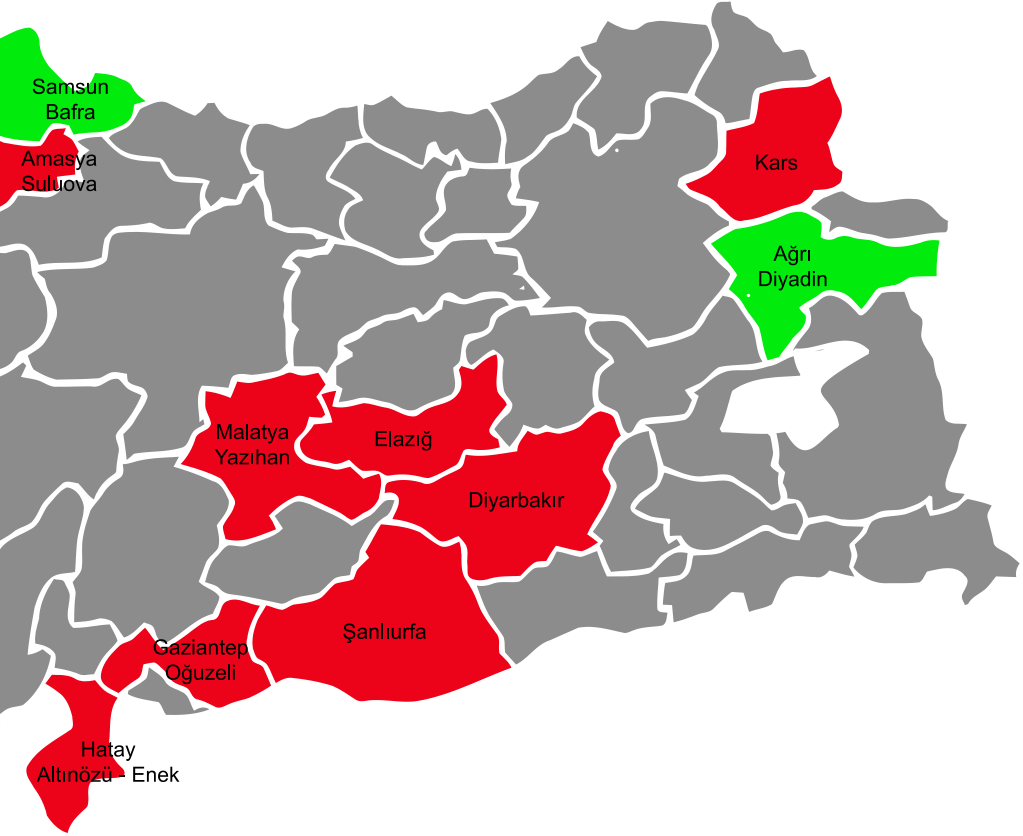 Samsun
Bafra
Amasya
Suluova
Kars
Ağrı
Diyadin
Malatya
Yazıhan
Elazığ
Diyarbakır
Şanlıurfa
Gaziantep
Oğuzeli
Hatay
Altınözü - Enek